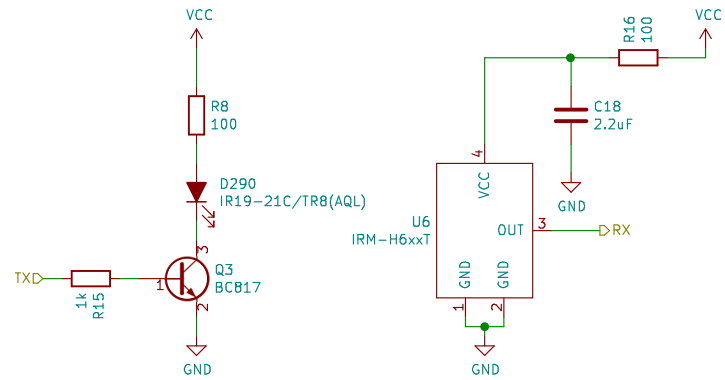 VCC
R8
100
D290
IR19-21C/TR8(AQL)
3
Q3
BC817
TX
1k
R15
1
2
GND
VCC
R16
100
C18
2.2uF
GND
4
VCC
U6
IRM-H6xxT
OUT
3
RX
GND
GND
1
2
GND